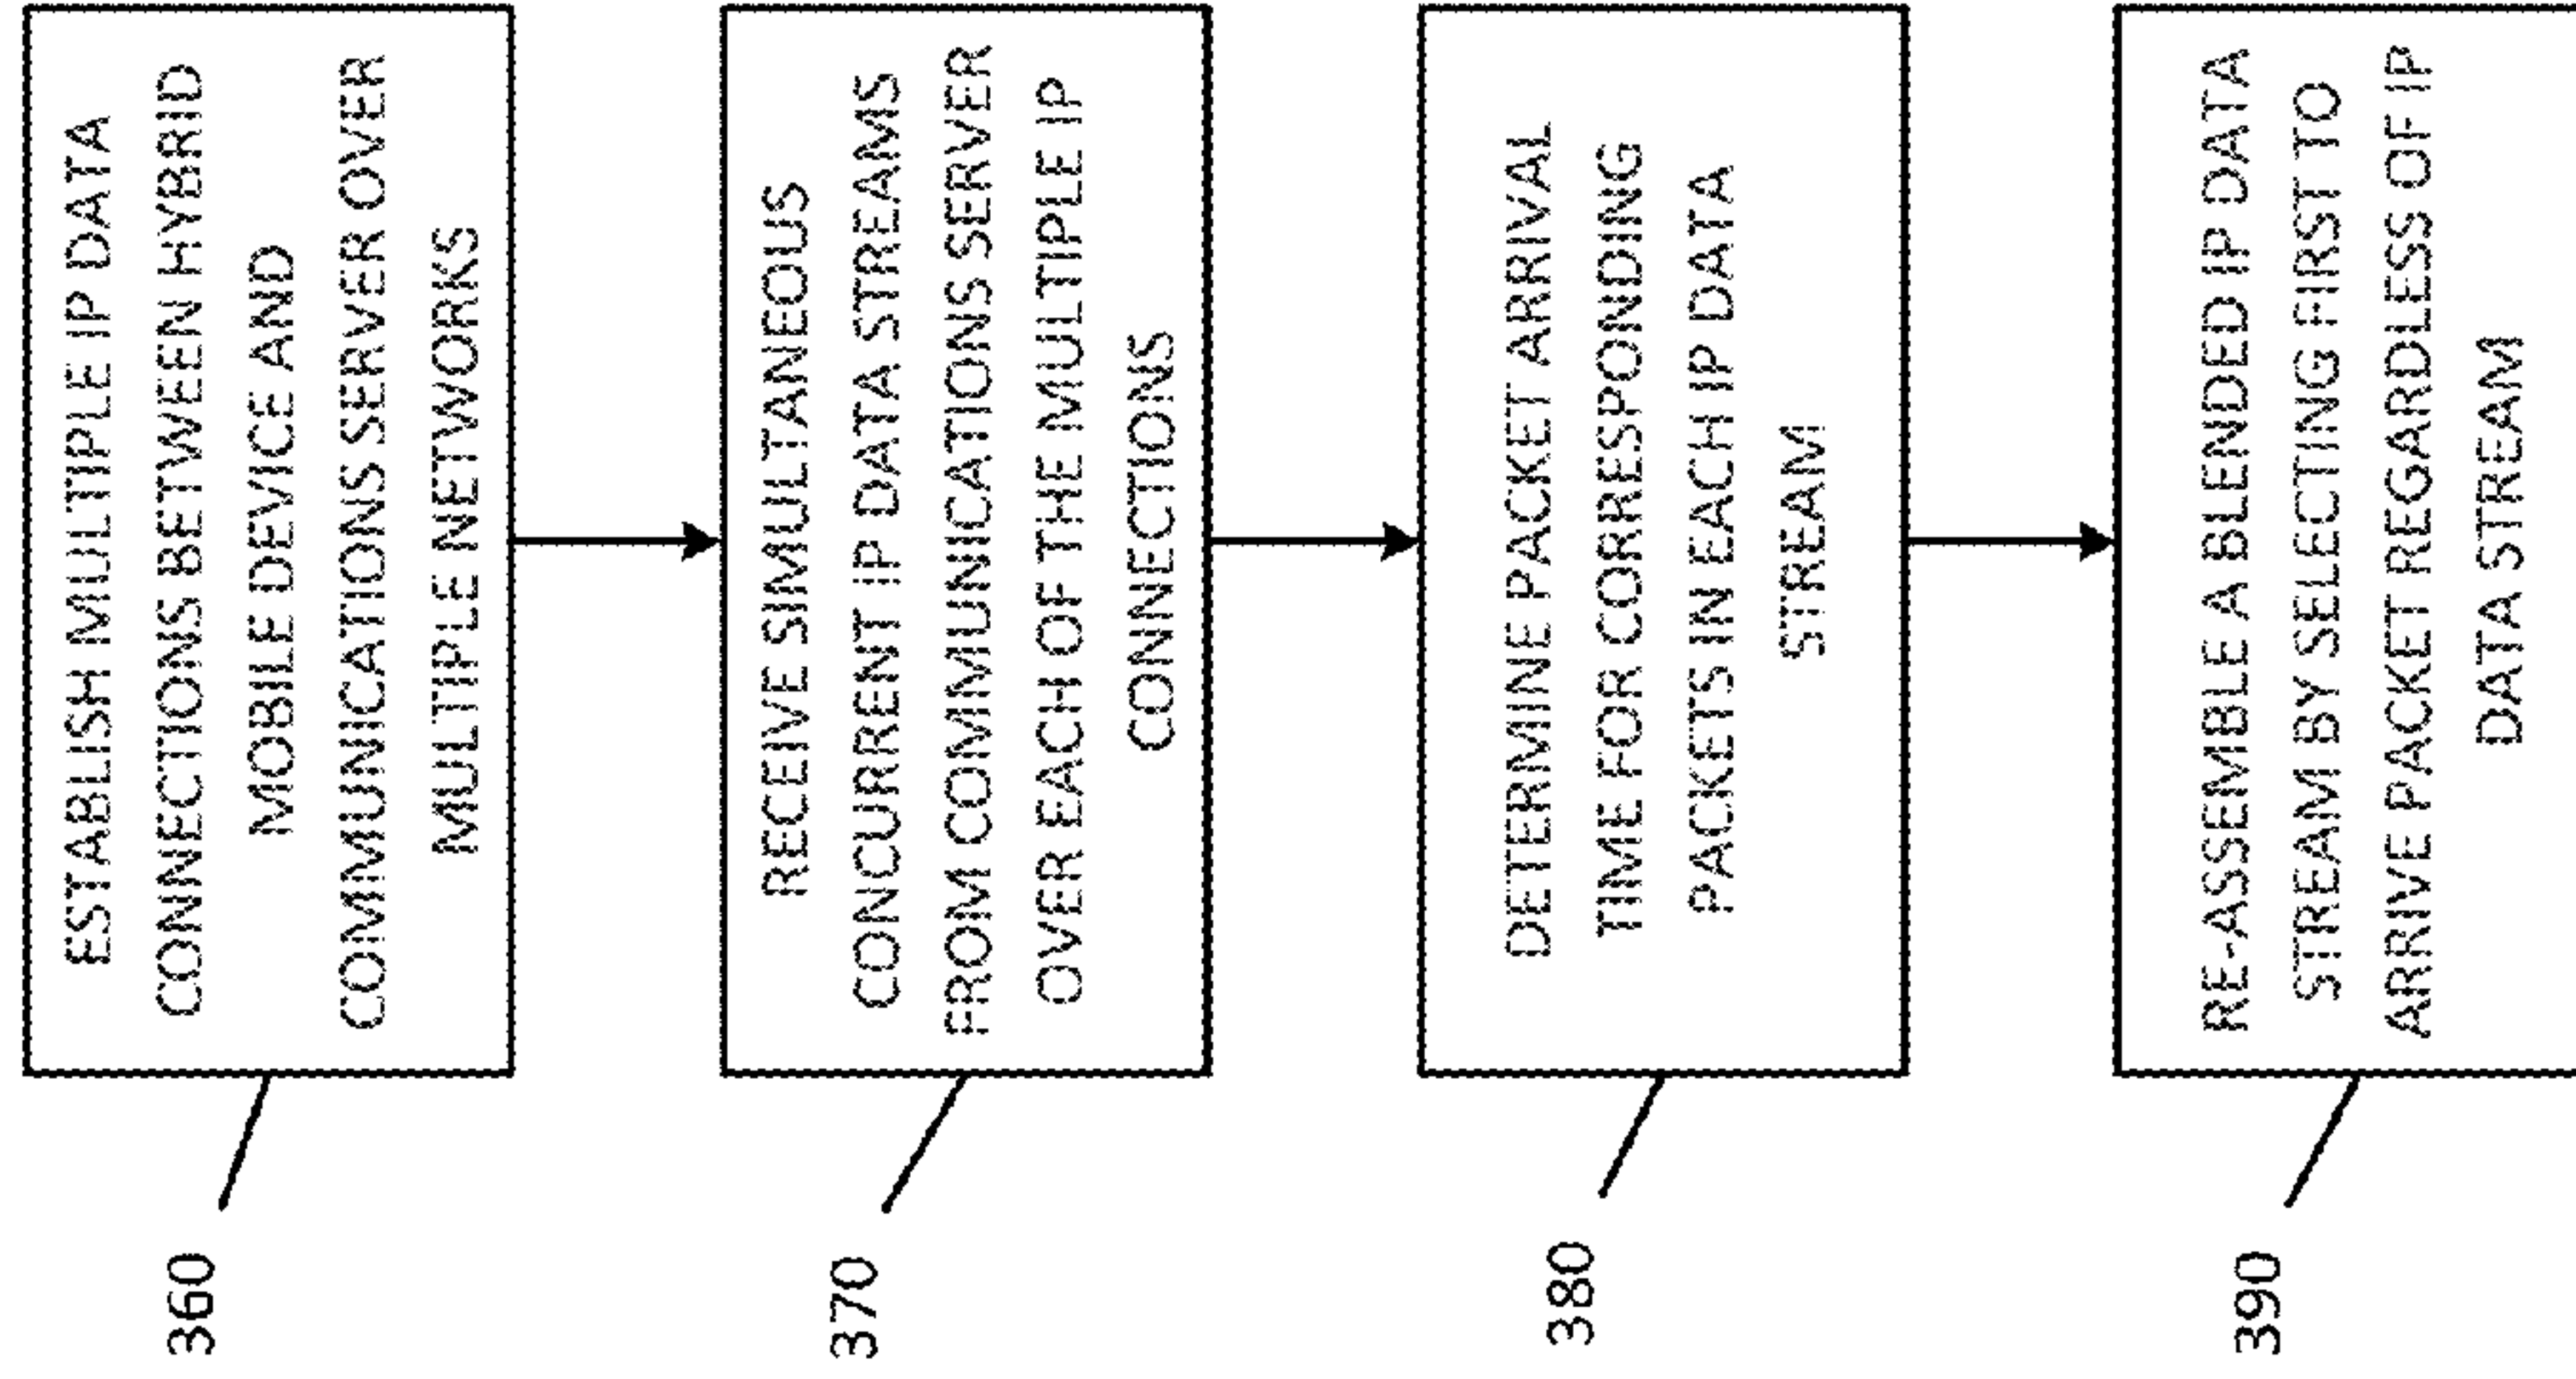 360
ESTABLISH MULTIPLE IP DATA
CONNECTIONS BETWEEN HYBRID
MOBILE DEVICE AND
COMMUNICATIONS SERVER OVER
MULTIPLE NETWORKS
370
RECEIVE SIMULTANEOUS
CONCURRENT IP DATA STREAMS
FROM COMMUNICATIONS SERVER
OVER EACH OF THE MULTIPLE IP
CONNECTIONS
380
DETERMINE PACKET ARRIVAL
TIME FOR CORRESPONDING
PACKETS IN EACH IP DATA
STREAM
390
RE-ASSEMBLE A BLENDED IP DATA
STREAM BY SELECTING FIRST TO
ARRIVE PACKET REGARDLESS OF IP
DATA STREAM